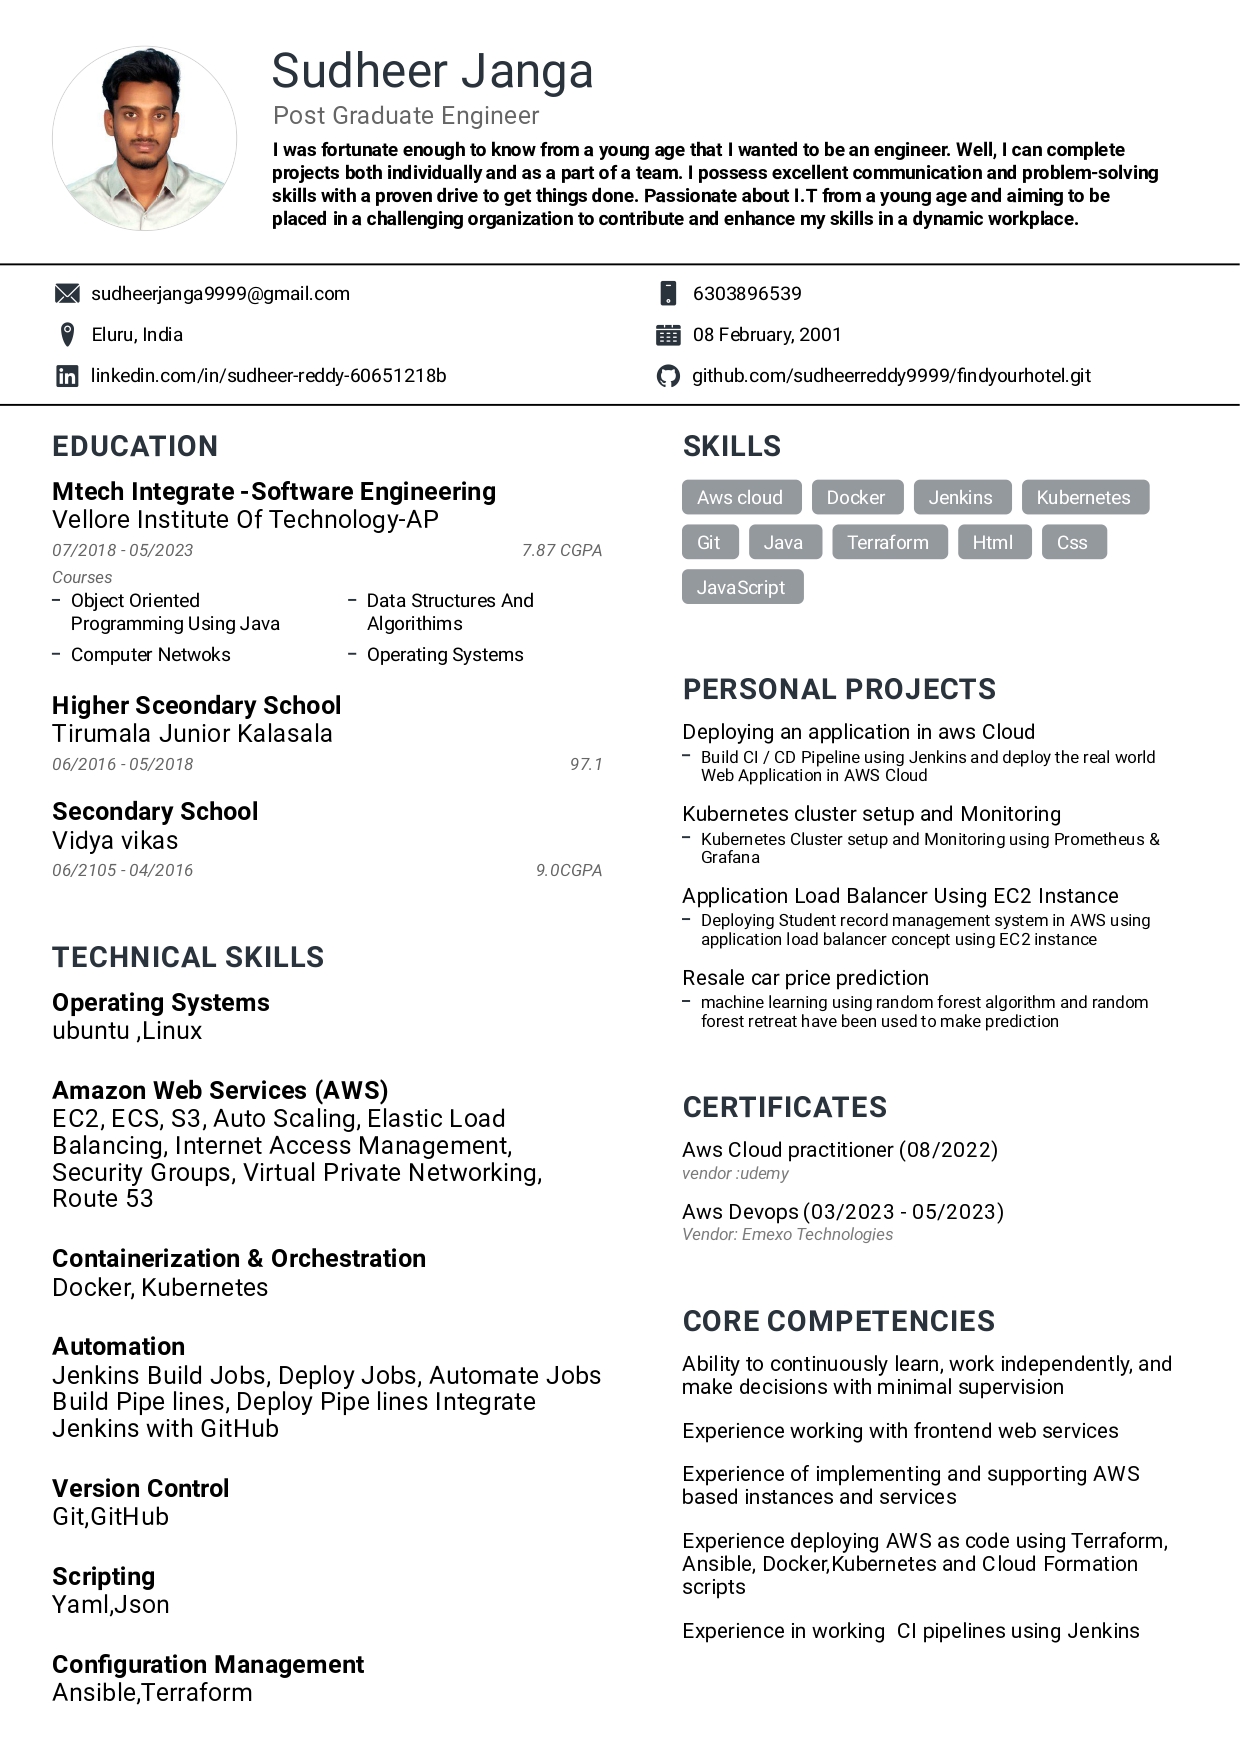 Sudheer Janga
Post Graduate Engineer
I was fortunate enough to know from a young age that I wanted to be an engineer. Well, I can complete
projects both individually and as a part of a team. I possess excellent communication and problem-solving
skills with a proven drive to get things done. Passionate about I.T from a young age and aiming to be
placed in a challenging organization to contribute and enhance my skills in a dynamic workplace.
sudheerjanga9999@gmail.com
6303896539
Eluru, India
08 February, 2001
linkedin.com/in/sudheer-reddy-60651218b
github.com/sudheerreddy9999/findyourhotel.git
EDUCATION
Mtech Integrate -Software Engineering
Vellore Institute Of Technology-AP
07/2018 - 05/2023
7.87 CGPA
Courses
– Object Oriented
Programming Using Java
– Data Structures And
Algorithims
– Computer Netwoks
– Operating Systems
Higher Sceondary School
Tirumala Junior Kalasala
06/2016 - 05/2018
97.1
Secondary School
Vidya vikas
06/2105 - 04/2016
9.0CGPA
TECHNICAL SKILLS
Operating Systems
ubuntu ,Linux
Amazon Web Services (AWS)
EC2, ECS, S3, Auto Scaling, Elastic Load
Balancing, Internet Access Management,
Security Groups, Virtual Private Networking,
Route 53
Containerization & Orchestration
Docker, Kubernetes
Automation
Jenkins Build Jobs, Deploy Jobs, Automate Jobs
Build Pipe lines, Deploy Pipe lines Integrate
Jenkins with GitHub
Version Control
Git,GitHub
Scripting
Yaml,Json
Configuration Management
Ansible,Terraform
SKILLS
Aws cloud Docker Jenkins Kubernetes
Git Java Terraform Html Css
JavaScript
PERSONAL PROJECTS
Deploying an application in aws Cloud
– Build CI / CD Pipeline using Jenkins and deploy the real world
Web Application in AWS Cloud
Kubernetes cluster setup and Monitoring
– Kubernetes Cluster setup and Monitoring using Prometheus &
Grafana
Application Load Balancer Using EC2 Instance
– Deploying Student record management system in AWS using
application load balancer concept using EC2 instance
Resale car price prediction
– machine learning using random forest algorithm and random
forest retreat have been used to make prediction
CERTIFICATES
Aws Cloud practitioner (08/2022)
vendor :udemy
Aws Devops (03/2023 - 05/2023)
Vendor: Emexo Technologies
CORE COMPETENCIES
Ability to continuously learn, work independently, and
make decisions with minimal supervision
Experience working with frontend web services
Experience of implementing and supporting AWS
based instances and services
Experience deploying AWS as code using Terraform,
Ansible, Docker,Kubernetes and Cloud Formation
scripts
Experience in working  CI pipelines using Jenkins